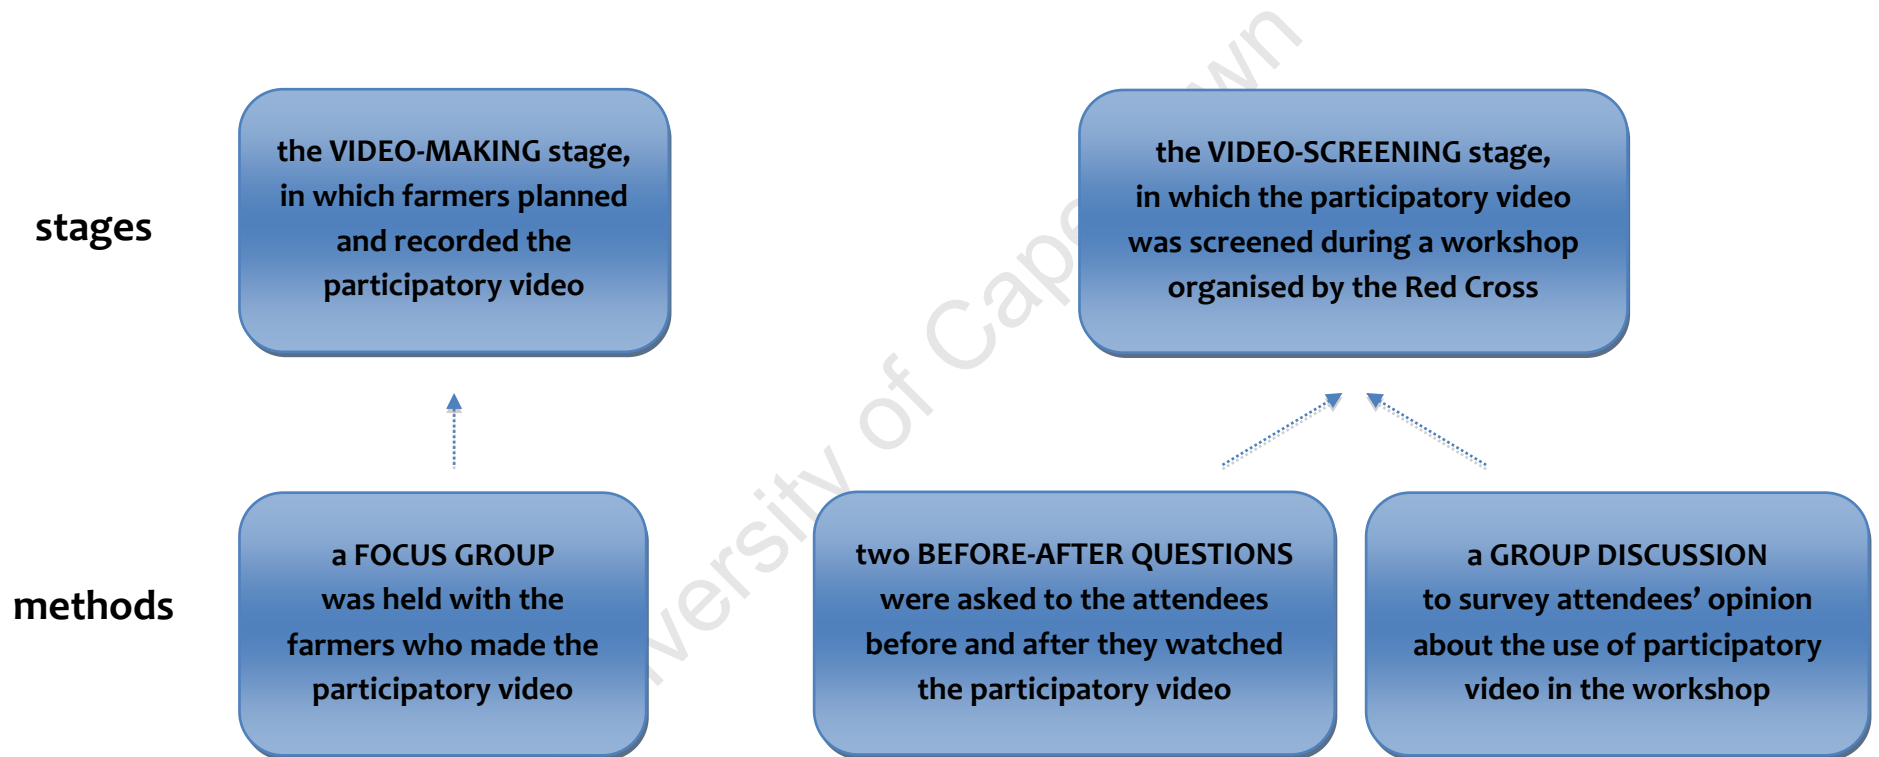 stages
the VIDEO-MAKING stage,
in which farmers planned
and recorded the
participatory video
the VIDEO-SCREENING stage,
in which the participatory video
was screened during a workshop
organised by the Red Cross
methods
a FOCUS GROUP
was held with the
farmers who made the
participatory video
two BEFORE-AFTER QUESTIONS
were asked to the attendees
before and after they watched
the participatory video
a GROUP DISCUSSION
to survey attendees’ opinion
about the use of participatory
video in the workshop
of